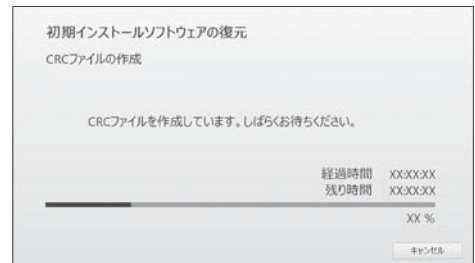 初期インストールソフトウェアの復元
CRCファイルの作成
CRCファイルを作成しています。しばらくお待ちください。
経過時間 XX:XX:XX
残り時間 XX:XX:XX
XX %
キャンセル